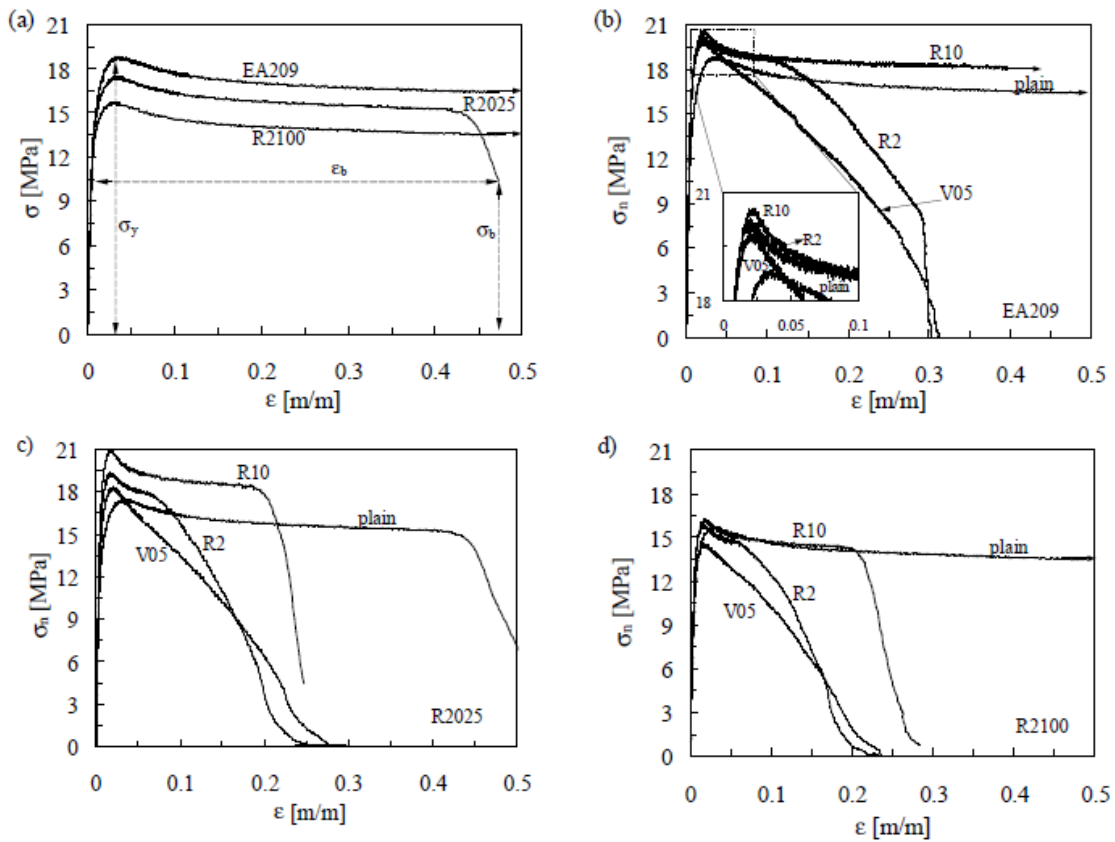 (a)
21
18
15
12
9
6
3
0
σ [MPa]
EA209
R2025
R2100
εb
σy
σb
0 0.1 0.2 0.3 0.4 0.5
ε [m/m]
(b)
21
18
15
12
9
6
3
0
σn [MPa]
R10
plain
R2
V05
21
R10
R2
V05
plain
18
0 0.05 0.1
EA209
0 0.1 0.2 0.3 0.4 0.5
ε [m/m]
c)
21
18
15
12
9
6
3
0
σn [MPa]
R10
plain
R2
V05
R2025
0 0.1 0.2 0.3 0.4 0.5
ε [m/m]
d)
21
18
15
12
9
6
3
0
σn [MPa]
R10
plain
R2
V05
R2100
0 0.1 0.2 0.3 0.4 0.5
ε [m/m]